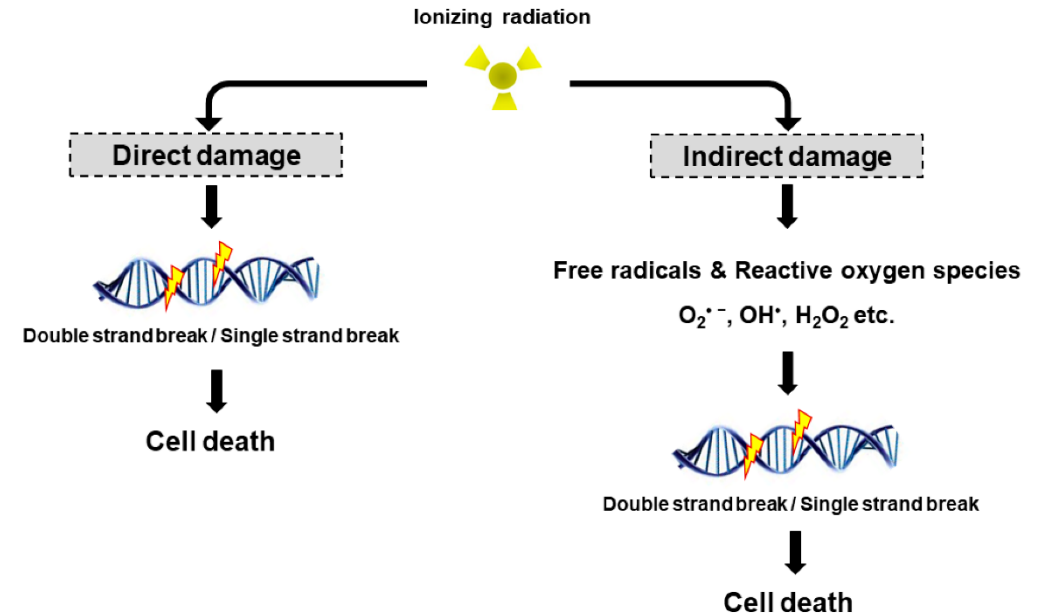 Ionizing radiation
Direct damage
Double strand break / Single strand break
Cell death
Indirect damage
Free radicals & Reactive oxygen species
O₂•⁻, OH•, H₂O₂ etc.
Double strand break / Single strand break
Cell death